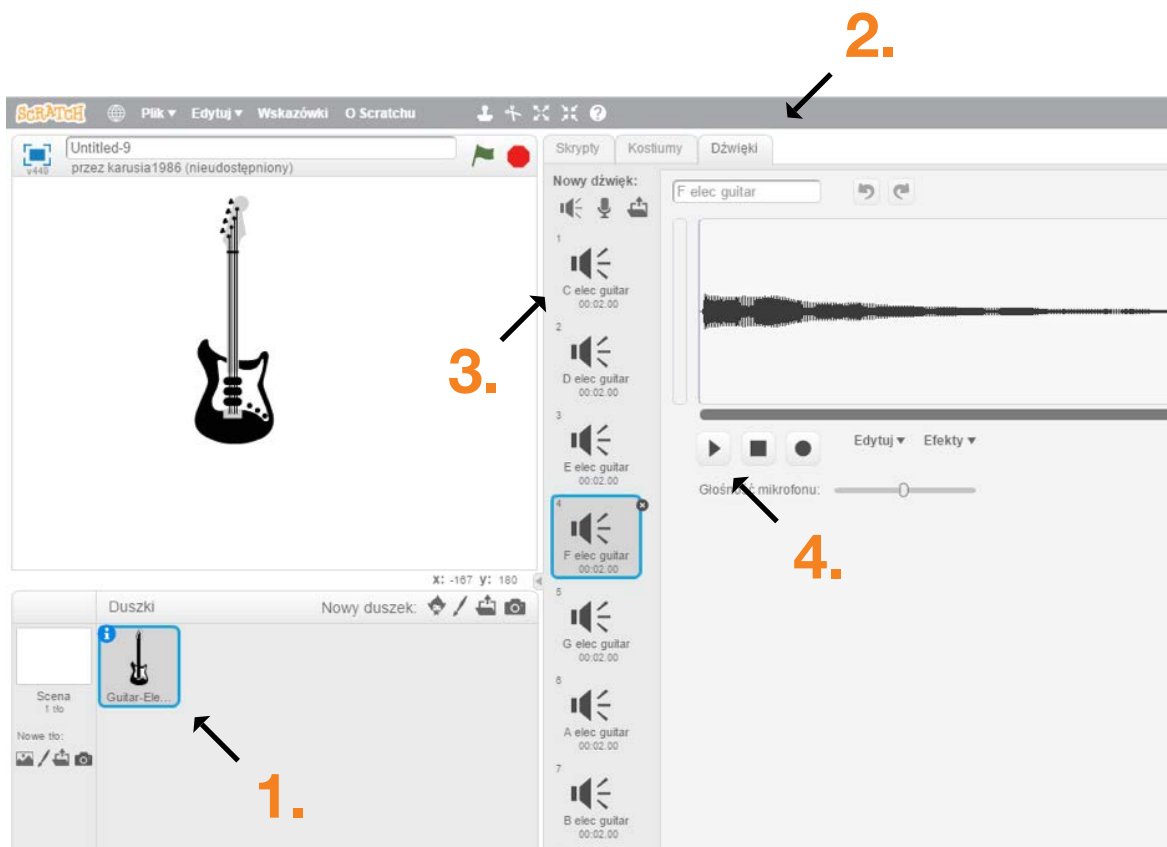 2.
SCRATCH Plik Edytuj Wskazówki O Scratchu
Untitled-9
v449 przez karusia1986 (nieudostępniony)
Skrypty Kostiumy Dźwięki
Nowy dźwięk:
F elec guitar
1
C elec guitar
00:02.00
3.
2
D elec guitar
00:02.00
3
E elec guitar
00:02.00
Edytuj Efekty
Głośność mikrofonu:
4
F elec guitar
00:02.00
4.
X: -167 y: 180
Duszki Nowy duszek:
5
G elec guitar
00:02.00
Scena
1 tło
Guitar-Ele...
Nowe tło:
6
A elec guitar
00:02.00
1.
7
B elec guitar
00:02.00